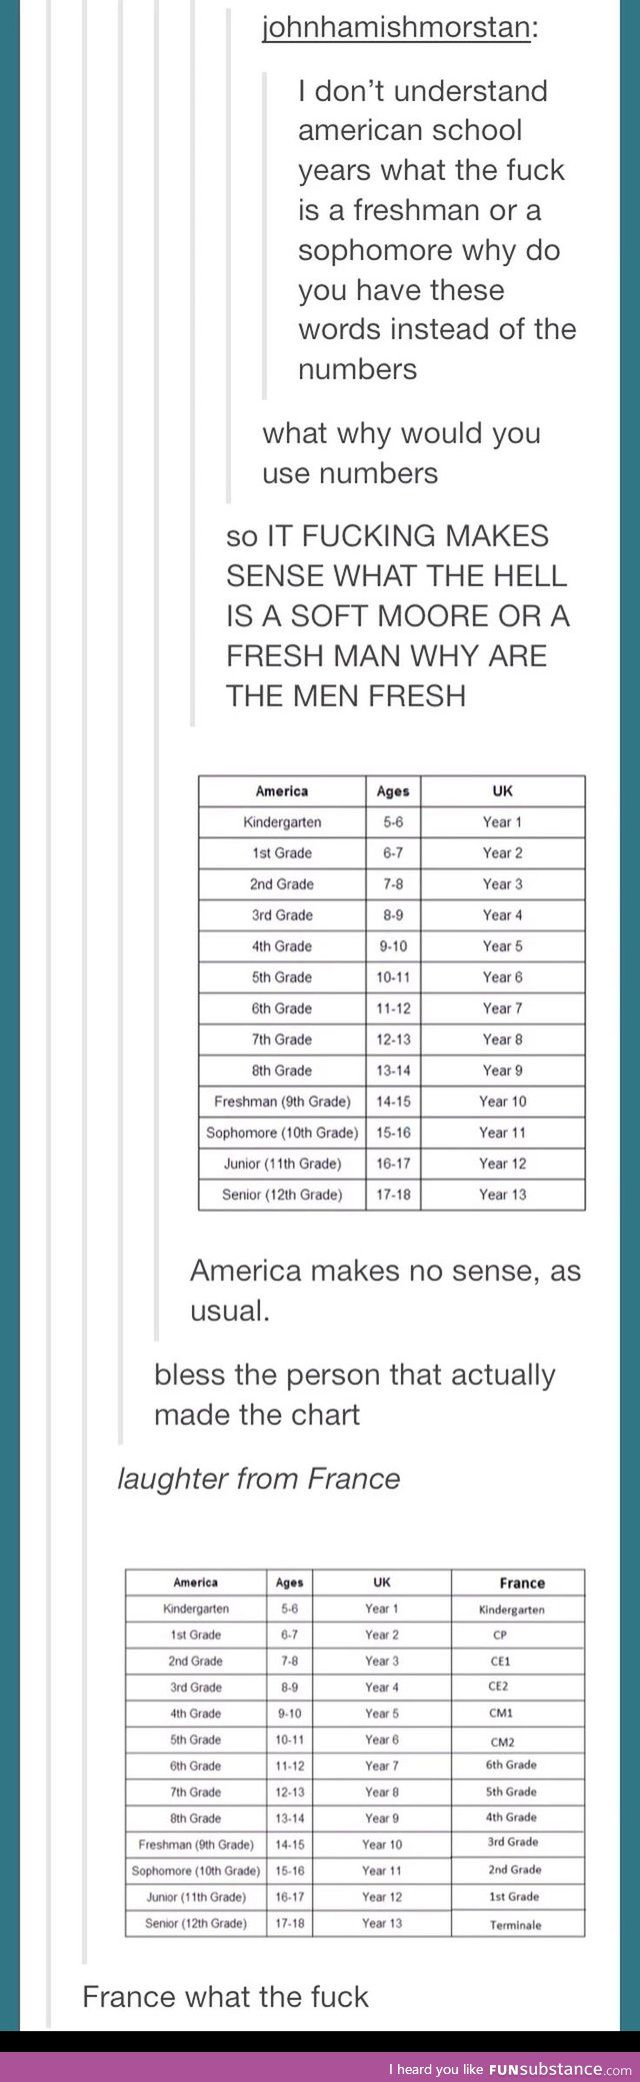 johnhamishmorstan:
I don’t understand
american school
years what the fuck
is a freshman or a
sophomore why do
you have these
words instead of the
numbers
what why would you
use numbers
so IT FUCKING MAKES
SENSE WHAT THE HELL
IS A SOFT MOORE OR A
FRESH MAN WHY ARE
THE MEN FRESH
America Ages UK
Kindergarten 5-6 Year 1
1st Grade 6-7 Year 2
2nd Grade 7-8 Year 3
3rd Grade 8-9 Year 4
4th Grade 9-10 Year 5
5th Grade 10-11 Year 6
6th Grade 11-12 Year 7
7th Grade 12-13 Year 8
8th Grade 13-14 Year 9
Freshman (9th Grade) 14-15 Year 10
Sophomore (10th Grade) 15-16 Year 11
Junior (11th Grade) 16-17 Year 12
Senior (12th Grade) 17-18 Year 13
America makes no sense, as
usual.
bless the person that actually
made the chart
laughter from France
America Ages UK France
Kindergarten 5-6 Year 1 Kindergarten
1st Grade 6-7 Year 2 CP
2nd Grade 7-8 Year 3 CE1
3rd Grade 8-9 Year 4 CE2
4th Grade 9-10 Year 5 CM1
5th Grade 10-11 Year 6 CM2
6th Grade 11-12 Year 7 6th Grade
7th Grade 12-13 Year 8 5th Grade
8th Grade 13-14 Year 9 4th Grade
Freshman (9th Grade) 14-15 Year 10 3rd Grade
Sophomore (10th Grade) 15-16 Year 11 2nd Grade
Junior (11th Grade) 16-17 Year 12 1st Grade
Senior (12th Grade) 17-18 Year 13 Terminale
France what the fuck
I heard you like FUNsubstance.com